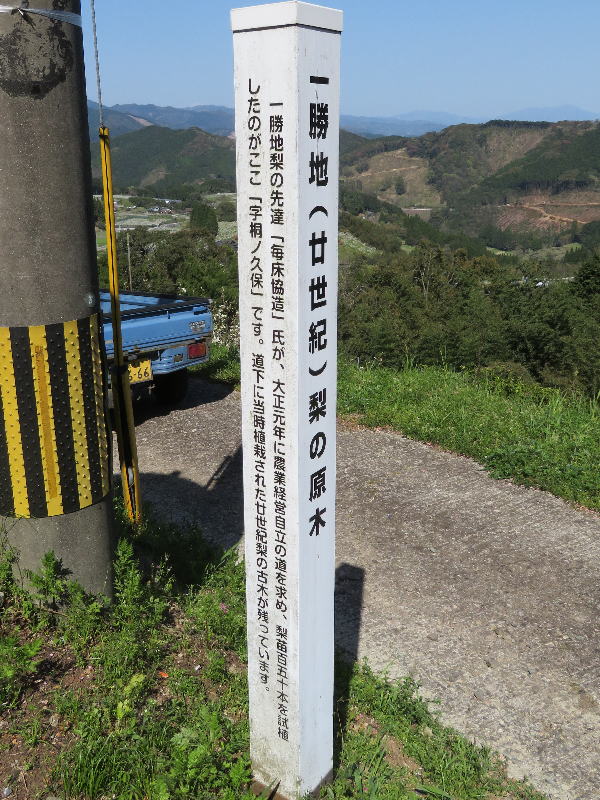 一勝地（廿世紀）梨の原木
一勝地梨の先達「毎床協造」氏が、大正元年に農業経営自立の道を求め、梨苗百五十本を試植
したのがここ「字桐ノ久保」です。道下に当時植栽された廿世紀梨の古木が残っています。